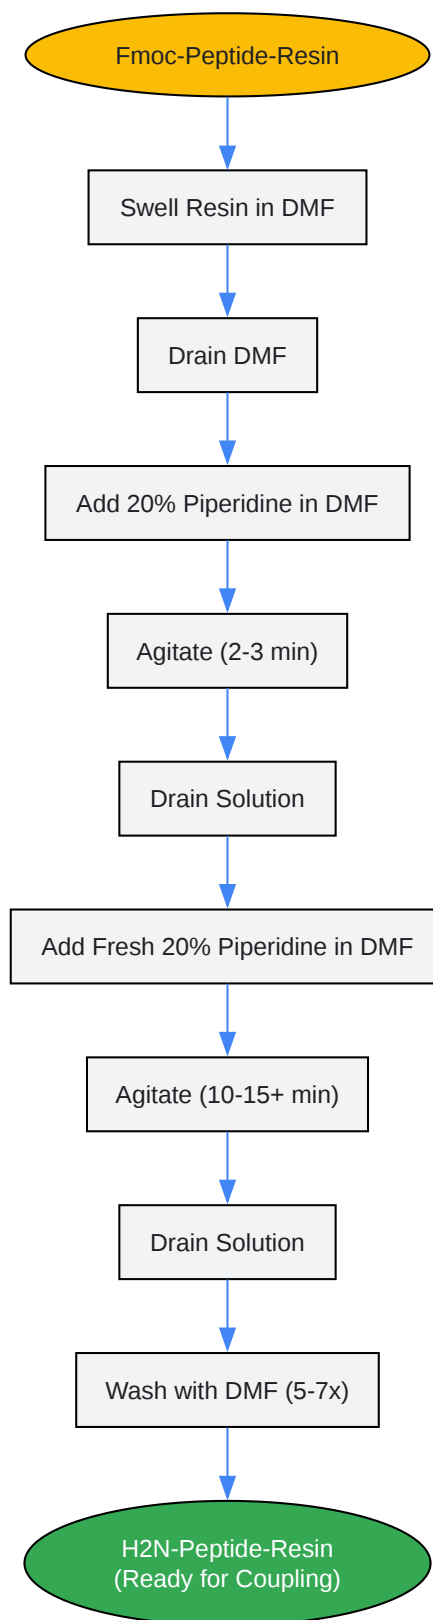 Fmoc-Peptide-Resin
Swell Resin in DMF
Drain DMF
Add 20% Piperidine in DMF
Agitate (2-3 min)
Drain Solution
Add Fresh 20% Piperidine in DMF
Agitate (10-15+ min)
Drain Solution
Wash with DMF (5-7x)
H2N-Peptide-Resin
(Ready for Coupling)